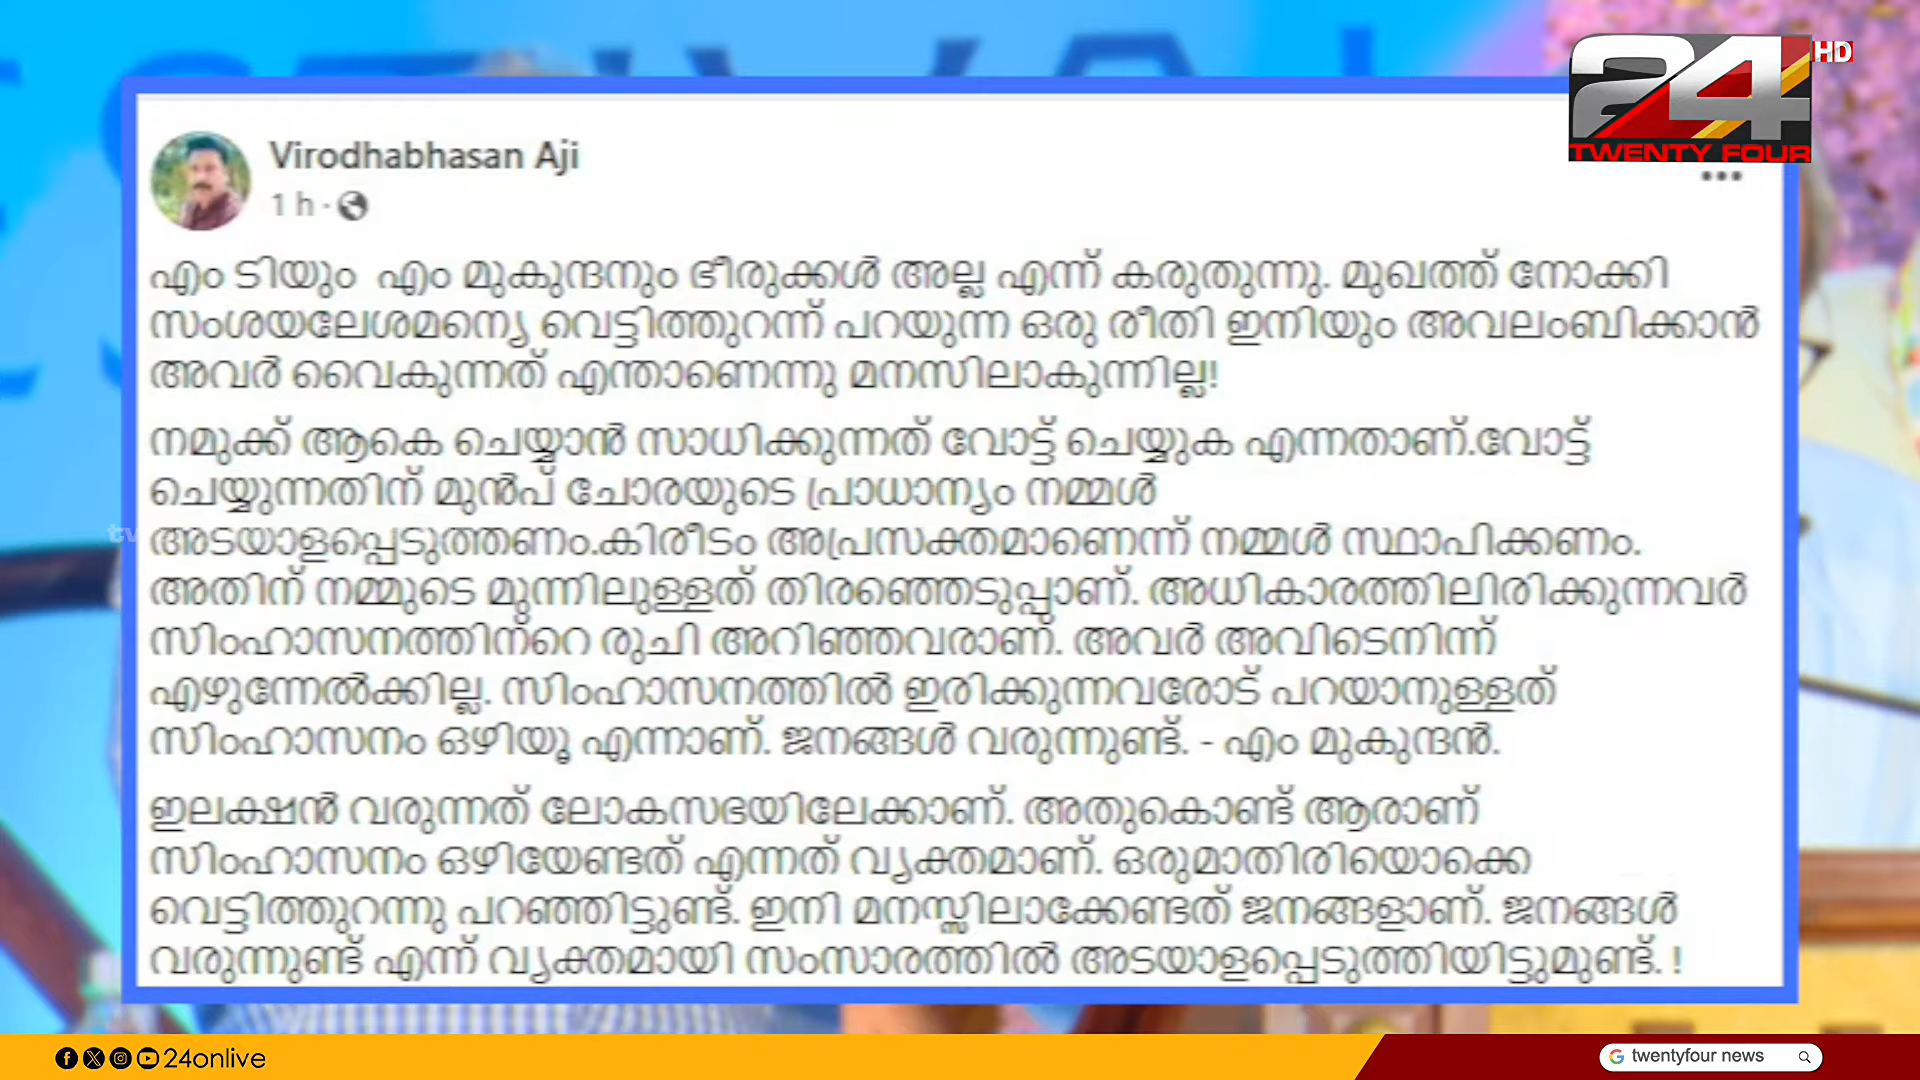 24 HD
TWENTY FOUR
Virodhabhasan Aji
1 h ·
എം ടിയും എം മുകുന്ദനും ഭീരുക്കൾ അല്ല എന്ന് കരുതുന്നു. മുഖത്ത് നോക്കി
സംശയലേശമന്യെ വെട്ടിത്തുറന്ന് പറയുന്ന ഒരു രീതി ഇനിയും അവലംബിക്കാൻ
അവർ വൈകുന്നത് എന്താണെന്നു മനസിലാകുന്നില്ല!
നമുക്ക് ആകെ ചെയ്യാൻ സാധിക്കുന്നത് വോട്ട് ചെയ്യുക എന്നതാണ്.വോട്ട്
ചെയ്യുന്നതിന് മുൻപ് ചോരയുടെ പ്രാധാന്യം നമ്മൾ
അടയാളപ്പെടുത്തണം.കിരീടം അപ്രസക്തമാണെന്ന് നമ്മൾ സ്ഥാപിക്കണം.
അതിന് നമ്മുടെ മുന്നിലുള്ളത് തിരഞ്ഞെടുപ്പാണ്. അധികാരത്തിലിരിക്കുന്നവർ
സിംഹാസനത്തിന്റെ രുചി അറിഞ്ഞവരാണ്. അവർ അവിടെനിന്ന്
എഴുന്നേൽക്കില്ല. സിംഹാസനത്തിൽ ഇരിക്കുന്നവരോട് പറയാനുള്ളത്
സിംഹാസനം ഒഴിയൂ എന്നാണ്. ജനങ്ങൾ വരുന്നുണ്ട്. - എം മുകുന്ദൻ.
ഇലക്ഷൻ വരുന്നത് ലോകസഭയിലേക്കാണ്. അതുകൊണ്ട് ആരാണ്
സിംഹാസനം ഒഴിയേണ്ടത് എന്നത് വ്യക്തമാണ്. ഒരുമാതിരിയൊക്കെ
വെട്ടിത്തുറന്നു പറഞ്ഞിട്ടുണ്ട്. ഇനി മനസ്സിലാക്കേണ്ടത് ജനങ്ങളാണ്. ജനങ്ങൾ
വരുന്നുണ്ട് എന്ന് വ്യക്തമായി സംസാരത്തിൽ അടയാളപ്പെടുത്തിയിട്ടുമുണ്ട്. !
24onlive
twentyfour news